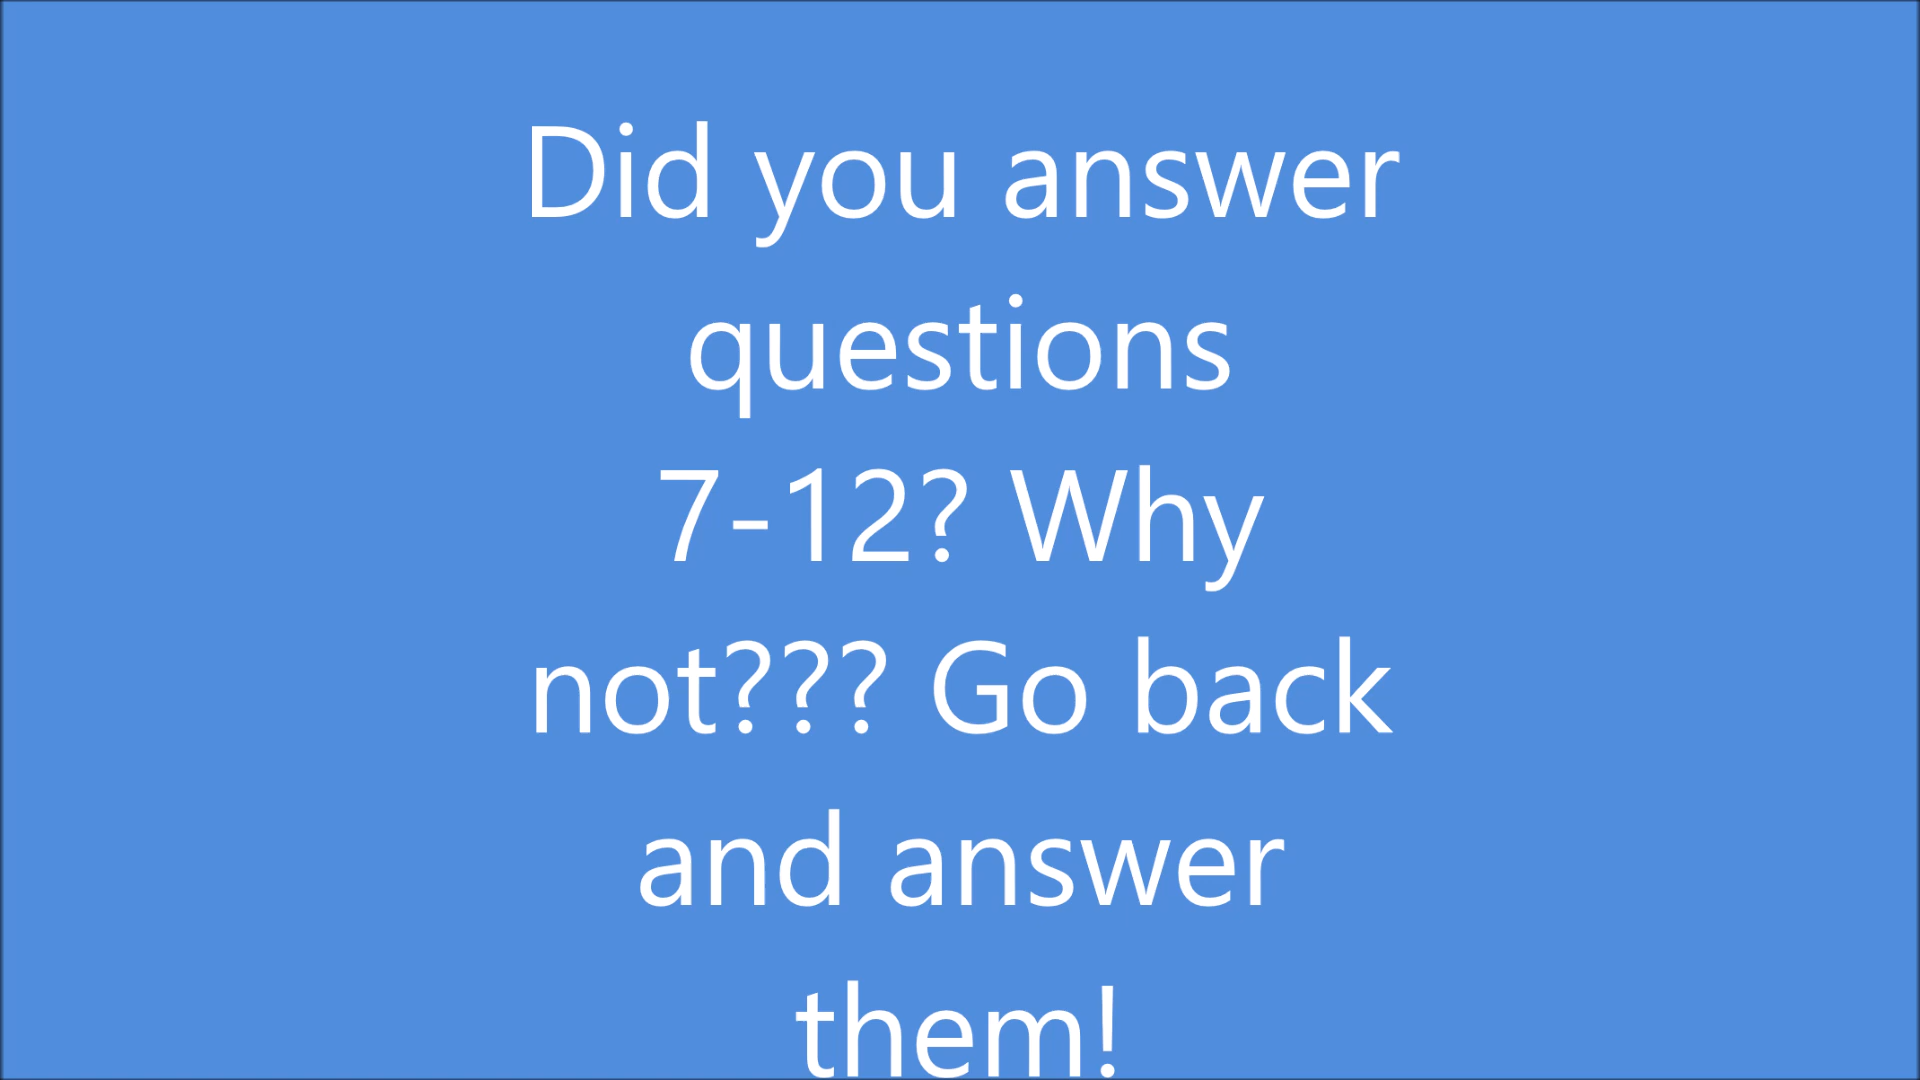 Did you answer
questions
7-12? Why
not??? Go back
and answer
them!